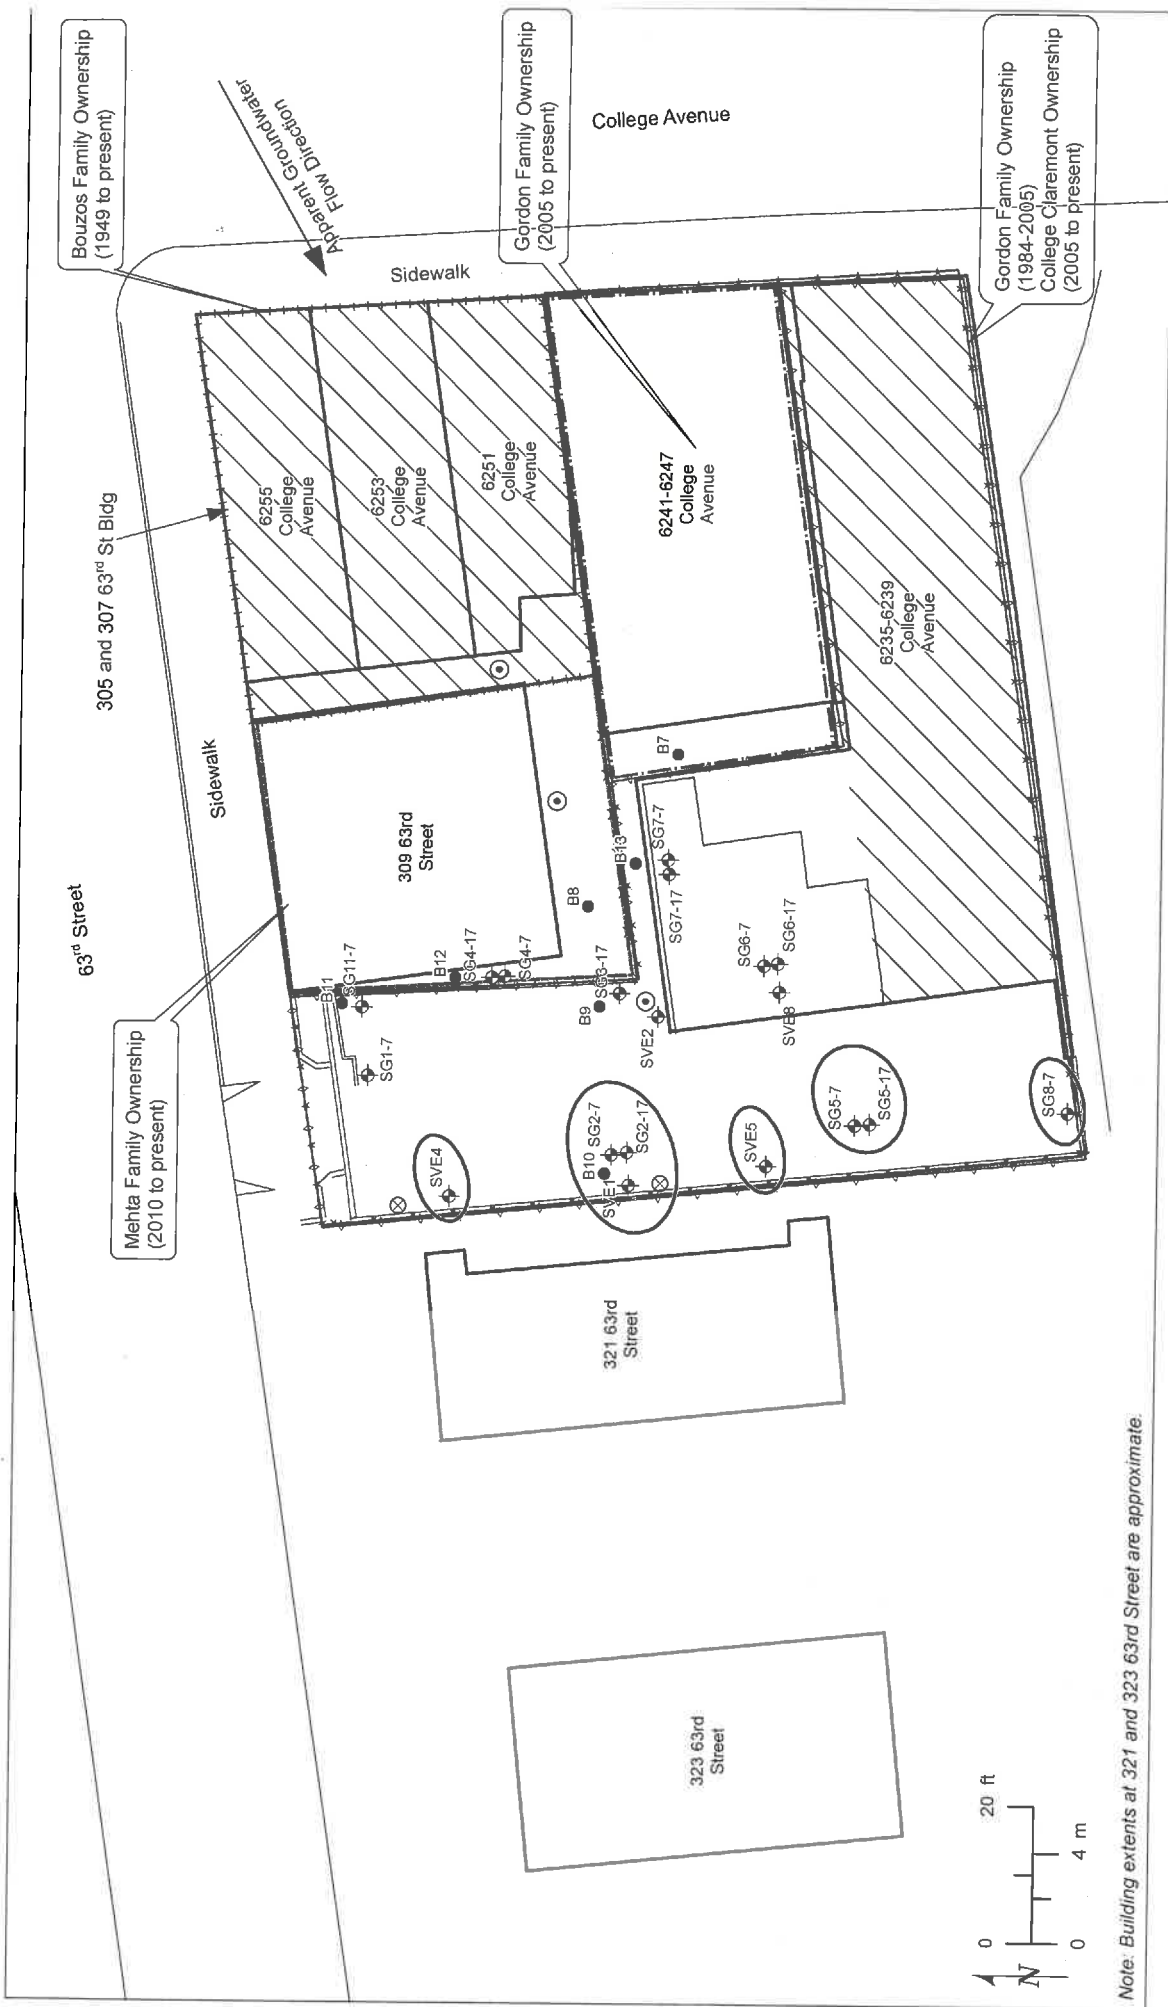 Bouzos Family Ownership
(1949 to present)
Apparent Groundwater
Flow Direction
Gordon Family Ownership
(2005 to present)
College Avenue
Gordon Family Ownership
(1984-2005)
College Claremont Ownership
(2005 to present)
Sidewalk
305 and 307 63rd St Bldg
6255
College
Avenue
6253
College
Avenue
6251
College
Avenue
6241-6247
College
Avenue
6235-6239
College
Avenue
Sidewalk
63rd Street
309 63rd
Street
B7
B13
SG7-7
SG7-17
B8
B12
SG4-17
SG4-7
B11
SG11-7
SG1-7
B9
SG3-17
SVE2
SG6-7
SG6-17
SVE8
Mehta Family Ownership
(2010 to present)
SVE4
B10
SG2-7
SG2-17
SVE1
SVE5
SG5-7
SG5-17
SG8-7
321 63rd
Street
323 63rd
Street
0
20 ft
0
4 m
N
Note: Building extents at 321 and 323 63rd Street are approximate.